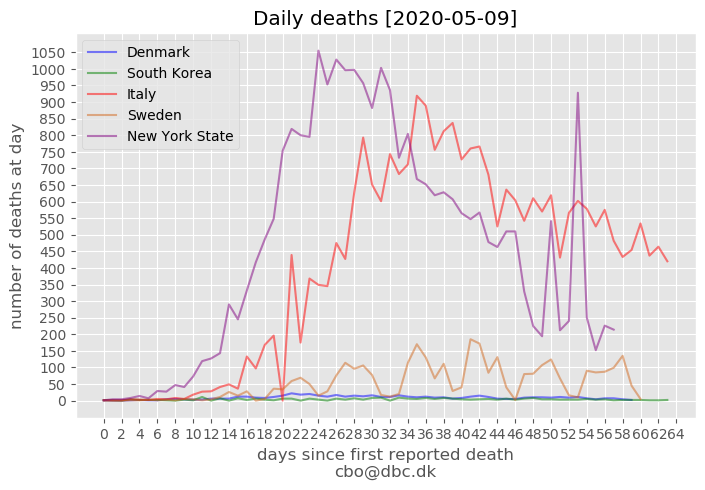 Daily deaths [2020-05-09]
Denmark
South Korea
Italy
Sweden
New York State
number of deaths at day
1050
1000
950
900
850
800
750
700
650
600
550
500
450
400
350
300
250
200
150
100
50
0
0 2 4 6 8 10 12 14 16 18 20 22 24 26 28 30 32 34 36 38 40 42 44 46 48 50 52 54 56 58 60 62 64
days since first reported death
cbo@dbc.dk